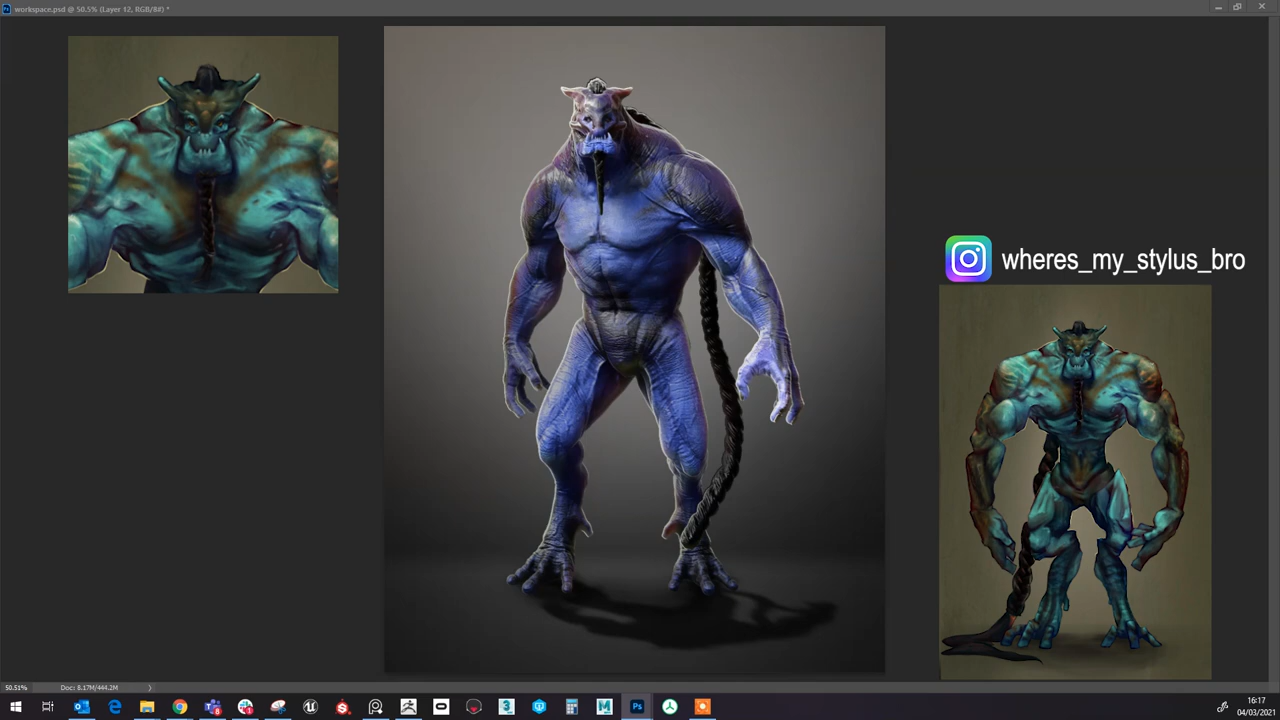 workspace.psd @ 50.5% (Layer 12, RGB/8#) *
wheres_my_stylus_bro
50.51%
Doc: 8.17M/444.2M
16:17
04/03/2021